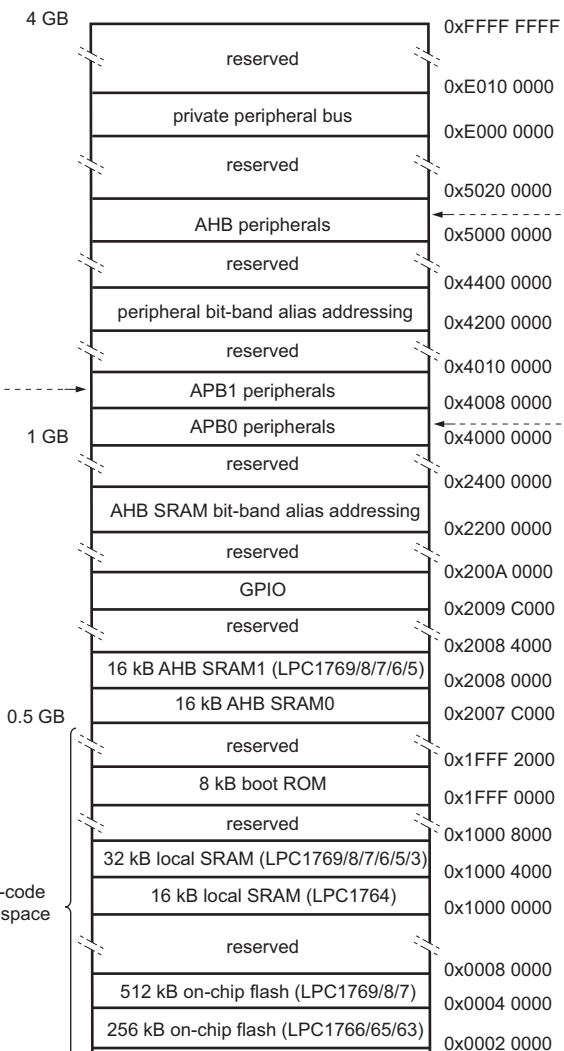 4 GB
0xFFFF FFFF
reserved
0xE010 0000
private peripheral bus
0xE000 0000
reserved
0x5020 0000
AHB peripherals
0x5000 0000
reserved
0x4400 0000
peripheral bit-band alias addressing
0x4200 0000
reserved
0x4010 0000
APB1 peripherals
0x4008 0000
APB0 peripherals
1 GB
0x4000 0000
reserved
0x2400 0000
AHB SRAM bit-band alias addressing
0x2200 0000
reserved
0x200A 0000
GPIO
0x2009 C000
reserved
0x2008 4000
16 kB AHB SRAM1 (LPC1769/8/7/6/5)
0x2008 0000
16 kB AHB SRAM0
0.5 GB
0x2007 C000
reserved
0x1FFF 2000
8 kB boot ROM
0x1FFF 0000
reserved
0x1000 8000
32 kB local SRAM (LPC1769/8/7/6/5/3)
0x1000 4000
-code
space
16 kB local SRAM (LPC1764)
0x1000 0000
reserved
0x0008 0000
512 kB on-chip flash (LPC1769/8/7)
0x0004 0000
256 kB on-chip flash (LPC1766/65/63)
0x0002 0000